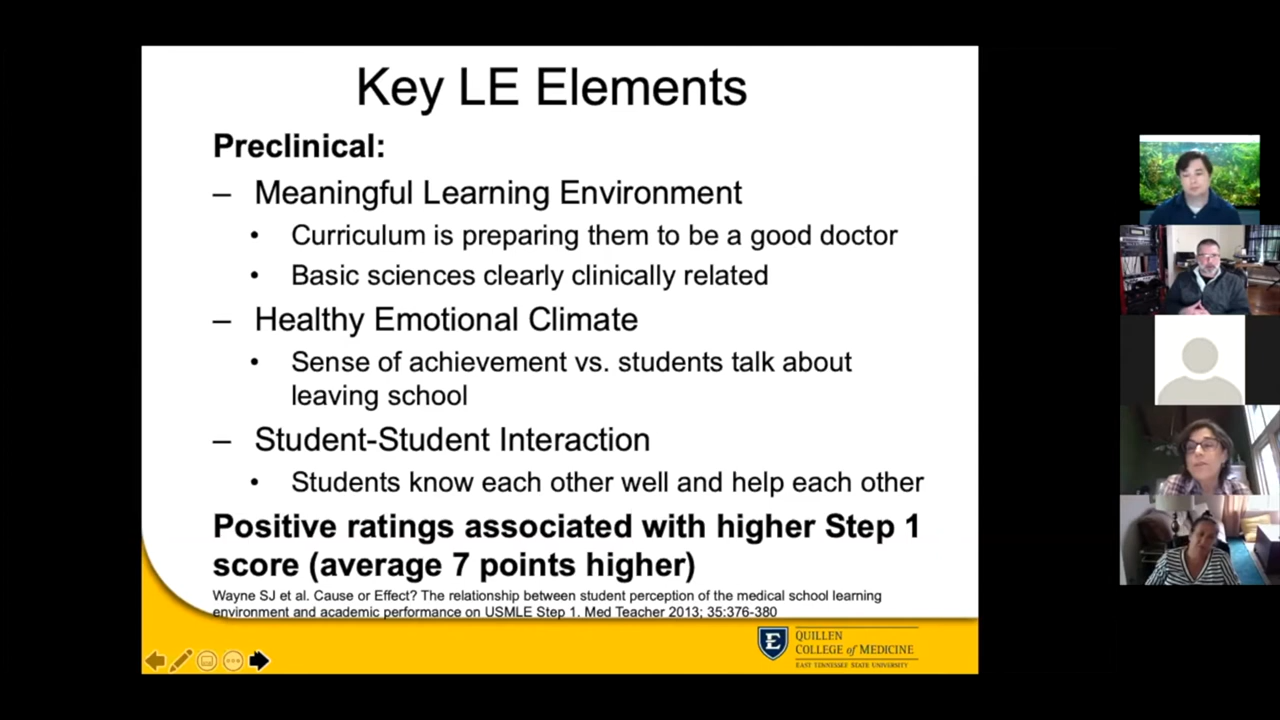 Key LE Elements
Preclinical:
– Meaningful Learning Environment
• Curriculum is preparing them to be a good doctor
• Basic sciences clearly clinically related
– Healthy Emotional Climate
• Sense of achievement vs. students talk about
leaving school
– Student-Student Interaction
• Students know each other well and help each other
Positive ratings associated with higher Step 1
score (average 7 points higher)
Wayne SJ et al. Cause or Effect? The relationship between student perception of the medical school learning
environment and academic performance on USMLE Step 1. Med Teacher 2013; 35:376-380
E
QUILLEN
COLLEGE of MEDICINE
EAST TENNESSEE STATE UNIVERSITY